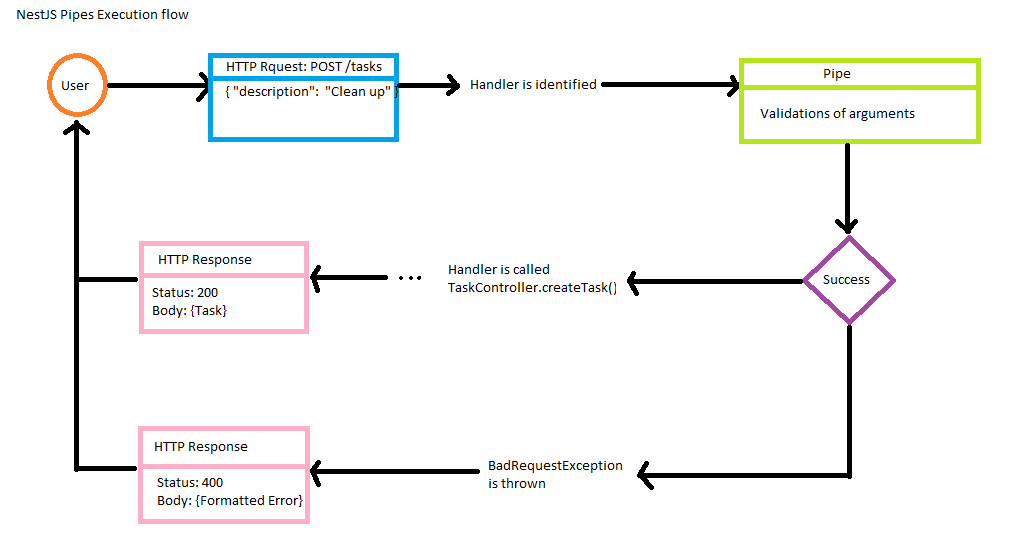 NestJS Pipes Execution flow
User
HTTP Rquest: POST /tasks
{ "description": "Clean up" }
Handler is identified
Pipe
Validations of arguments
Success
Handler is called
TaskController.createTask()
...
HTTP Response
Status: 200
Body: {Task}
BadRequestException
is thrown
HTTP Response
Status: 400
Body: {Formatted Error}